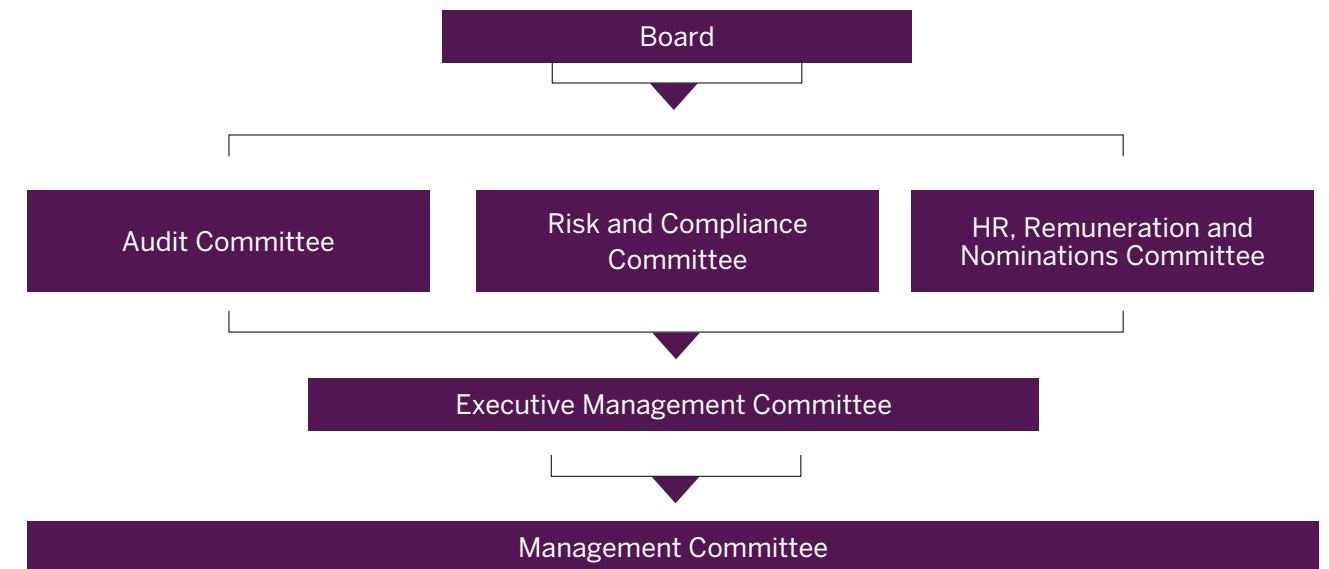 Board
Audit Committee
Risk and Compliance
Committee
HR, Remuneration and
Nominations Committee
Executive Management Committee
Management Committee